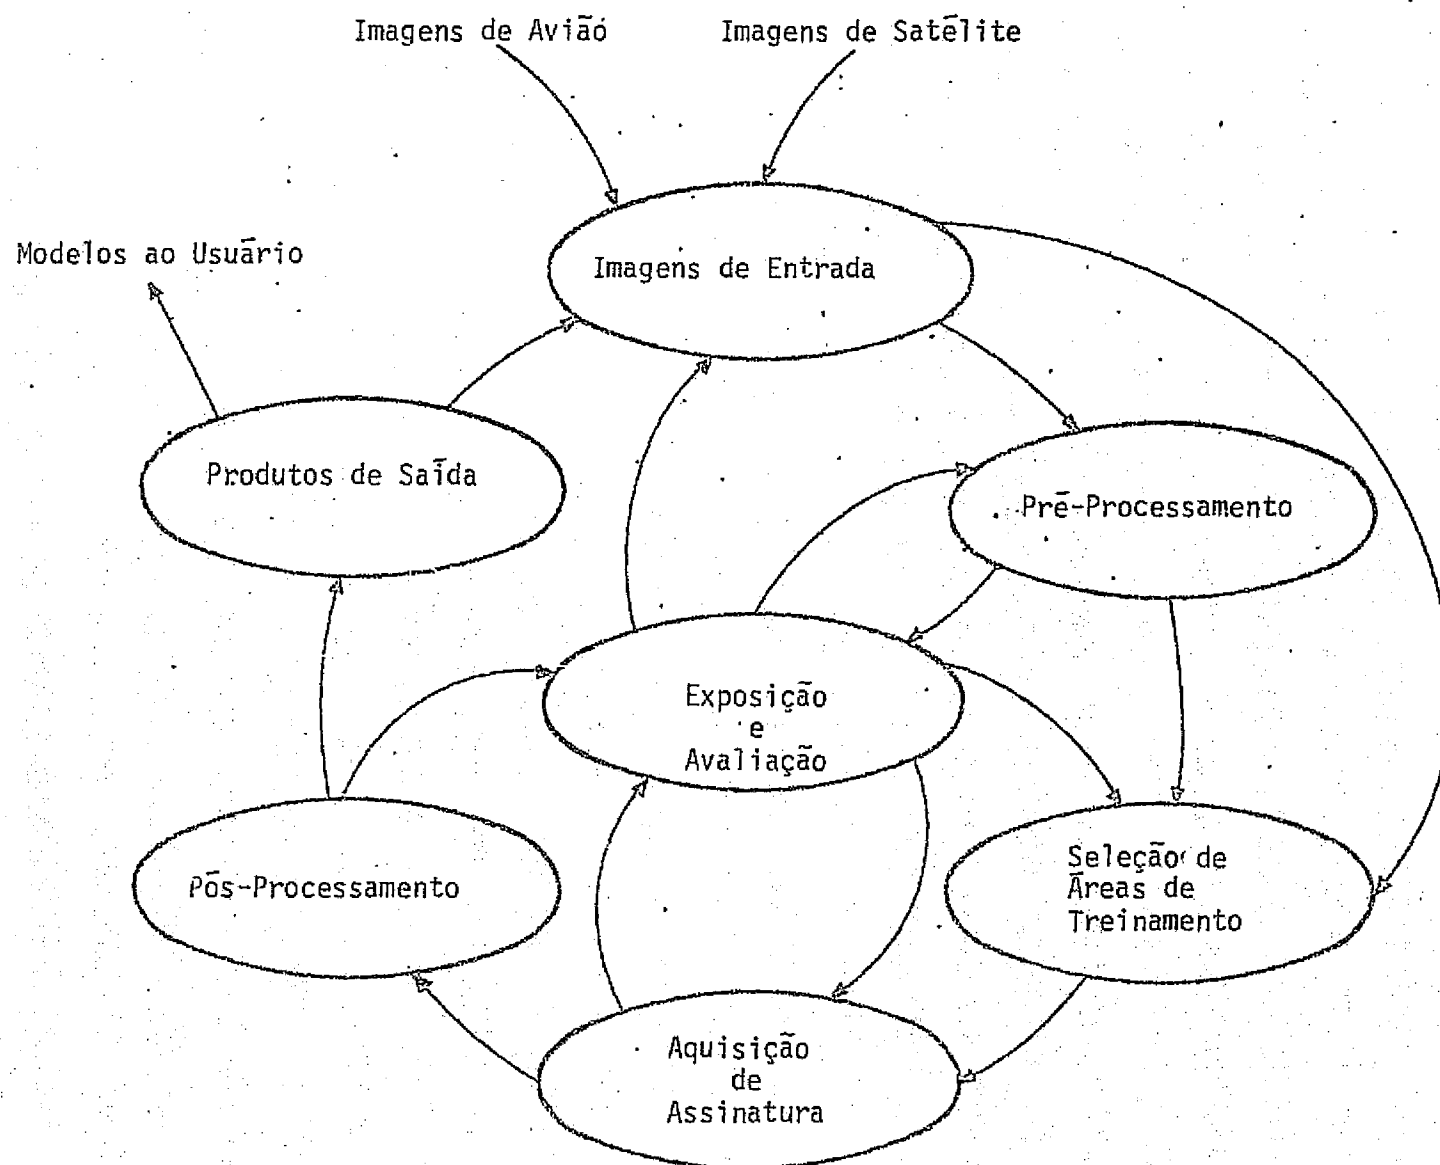 Imagens de Avião
Imagens de Satélite
Modelos ao Usuário
Imagens de Entrada
Produtos de Saída
Pré-Processamento
Exposição
e
Avaliação
Pós-Processamento
Seleção de
Áreas de
Treinamento
Aquisição
de
Assinatura